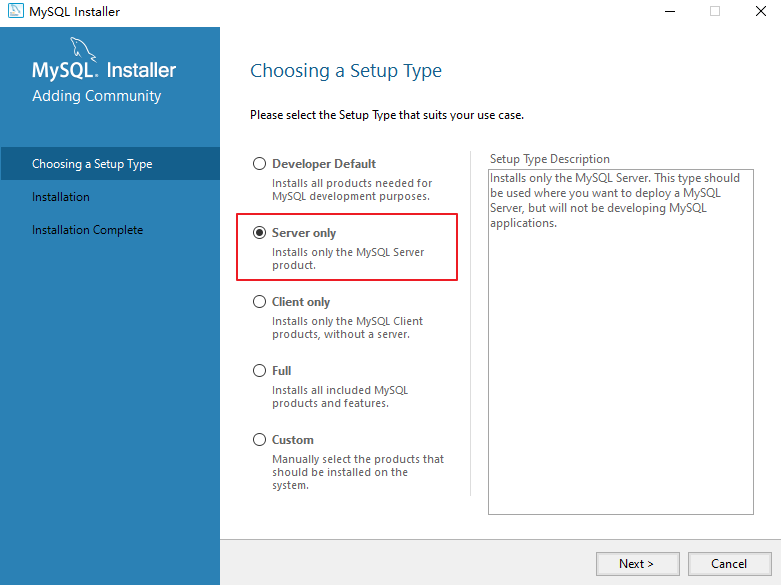 MySQL Installer
MySQL. Installer
Adding Community
Choosing a Setup Type
Installation
Installation Complete
Choosing a Setup Type
Please select the Setup Type that suits your use case.
Developer Default
Installs all products needed for
MySQL development purposes.
Server only
Installs only the MySQL Server
product.
Client only
Installs only the MySQL Client
products, without a server.
Full
Installs all included MySQL
products and features.
Custom
Manually select the products that
should be installed on the
system.
Setup Type Description
Installs only the MySQL Server. This type should
be used where you want to deploy a MySQL
Server, but will not be developing MySQL
applications.
Next >
Cancel